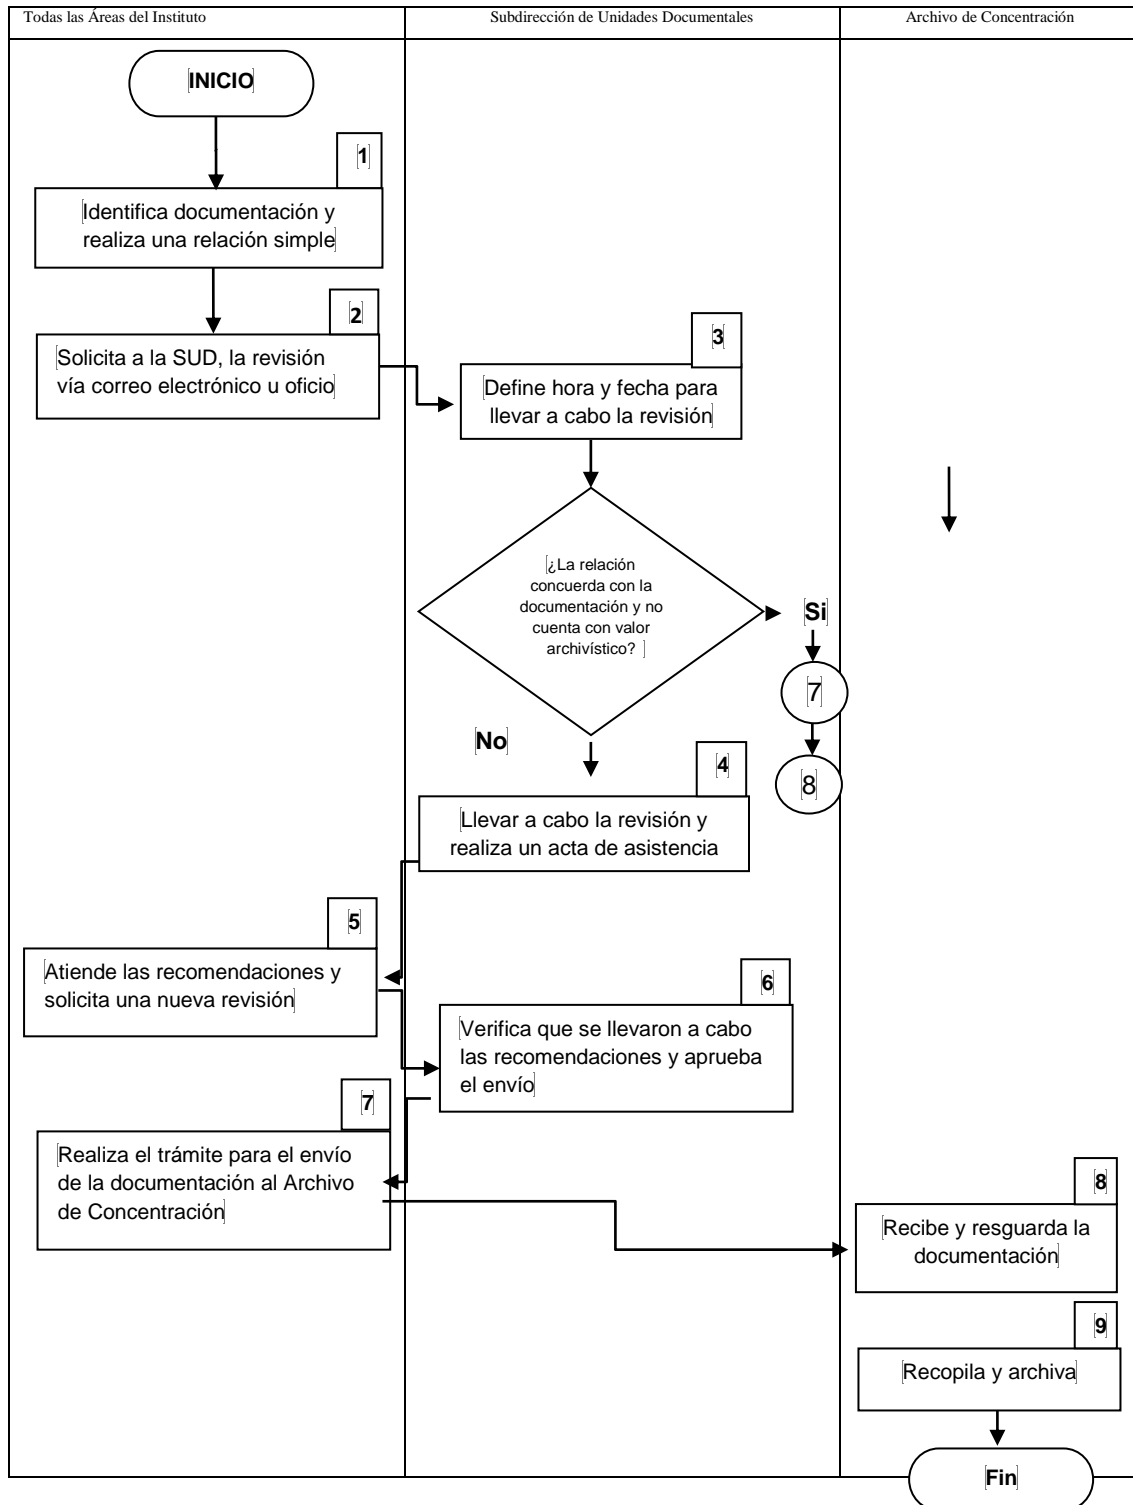 Todas las Áreas del Instituto
Subdirección de Unidades Documentales
Archivo de Concentración
INICIO
1
Identifica documentación y
realiza una relación simple
2
Solicita a la SUD, la revisión
vía correo electrónico u oficio
3
Define hora y fecha para
llevar a cabo la revisión
¿La relación
concuerda con la
documentación y no
cuenta con valor
archivístico?
Si
7
8
No
4
Llevar a cabo la revisión y
realiza un acta de asistencia
5
Atiende las recomendaciones y
solicita una nueva revisión
6
Verifica que se llevaron a cabo
las recomendaciones y aprueba
el envío
7
Realiza el trámite para el envío
de la documentación al Archivo
de Concentración
8
Recibe y resguarda la
documentación
9
Recopila y archiva
Fin